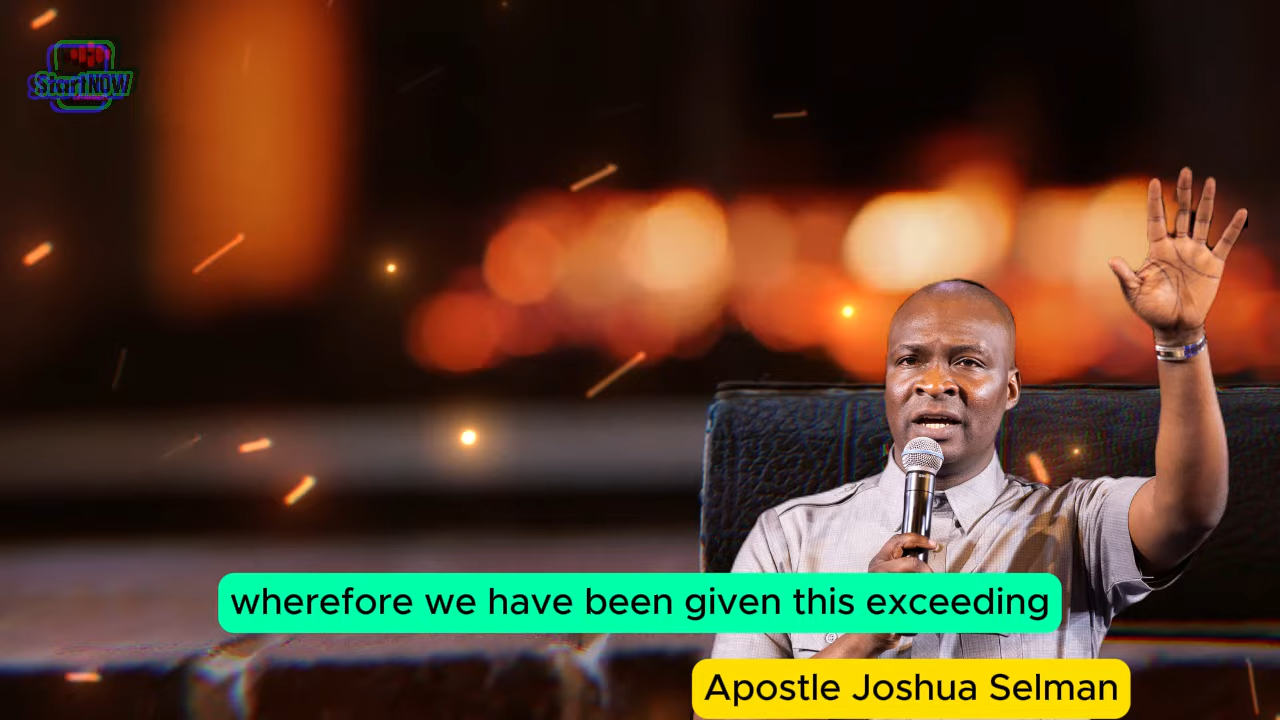 StartNOW
wherefore we have been given this exceeding
Apostle Joshua Selman